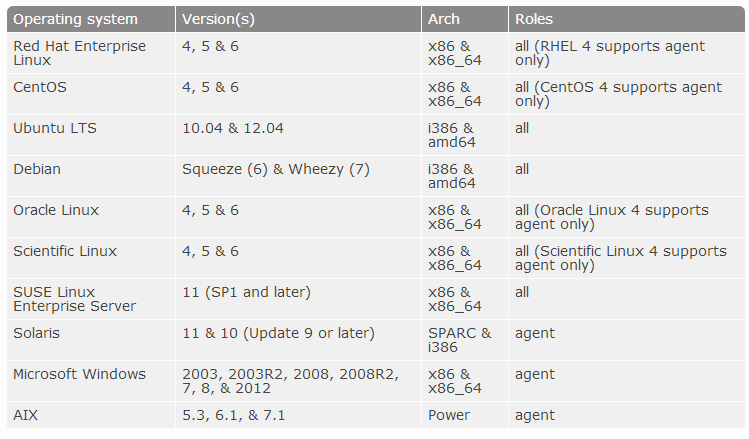 Operating system Version(s) Arch Roles
Red Hat Enterprise 4, 5 & 6 x86 & all (RHEL 4 supports agent
Linux x86_64 only)
CentOS 4, 5 & 6 x86 & all (CentOS 4 supports agent
x86_64 only)
Ubuntu LTS 10.04 & 12.04 i386 & all
amd64
Debian Squeeze (6) & Wheezy (7) i386 & all
amd64
Oracle Linux 4, 5 & 6 x86 & all (Oracle Linux 4 supports
x86_64 agent only)
Scientific Linux 4, 5 & 6 x86 & all (Scientific Linux 4 supports
x86_64 agent only)
SUSE Linux 11 (SP1 and later) x86 & all
Enterprise Server x86_64
Solaris 11 & 10 (Update 9 or later) SPARC & agent
i386
Microsoft Windows 2003, 2003R2, 2008, 2008R2, x86 & agent
7, 8, & 2012 x86_64
AIX 5.3, 6.1, & 7.1 Power agent